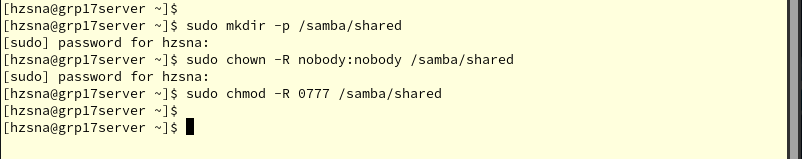 [hzsna@grp17server ~]$
[hzsna@grp17server ~]$ sudo mkdir -p /samba/shared
[sudo] password for hzsna:
[hzsna@grp17server ~]$ sudo chown -R nobody:nobody /samba/shared
[sudo] password for hzsna:
[hzsna@grp17server ~]$ sudo chmod -R 0777 /samba/shared
[hzsna@grp17server ~]$
[hzsna@grp17server ~]$